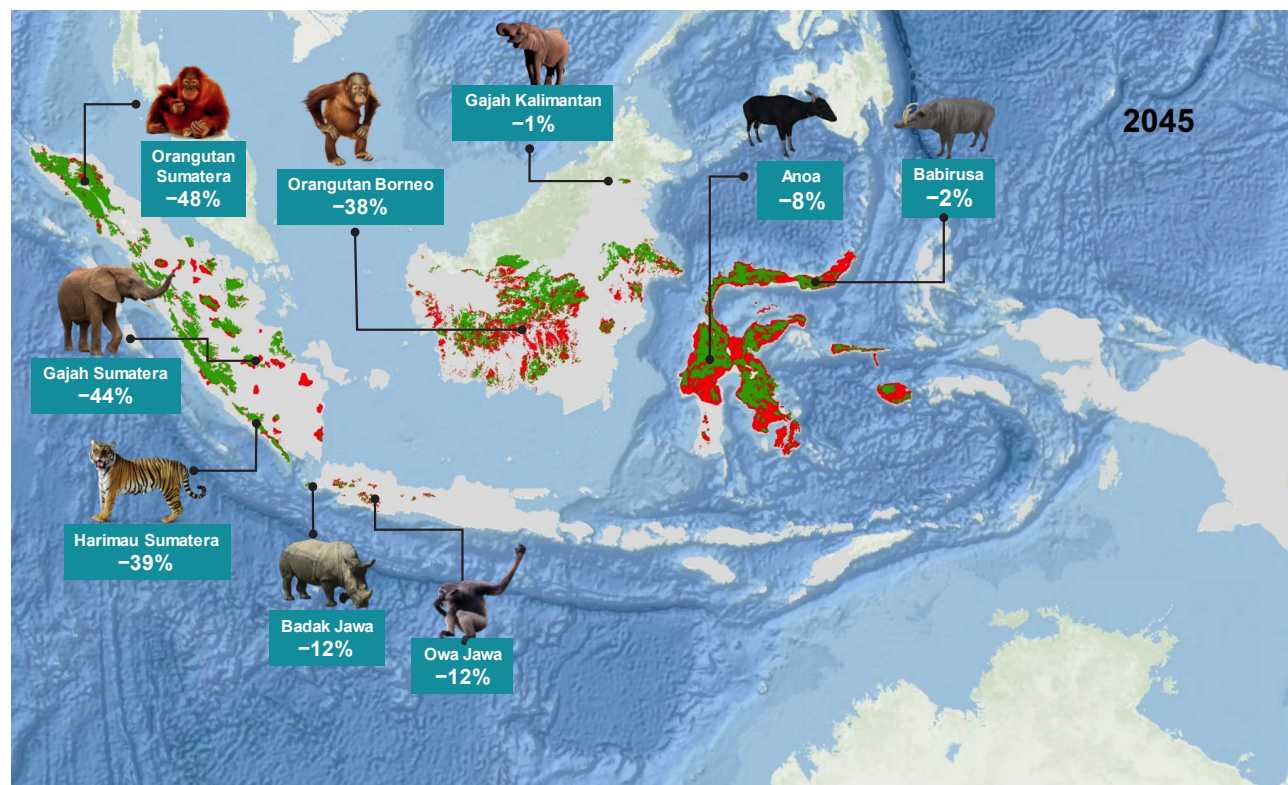 2045
Gajah Kalimantan
−1%
Orangutan
Sumatera
−48%
Orangutan Borneo
−38%
Anoa
−8%
Babirusa
−2%
Gajah Sumatera
−44%
Harimau Sumatera
−39%
Badak Jawa
−12%
Owa Jawa
−12%